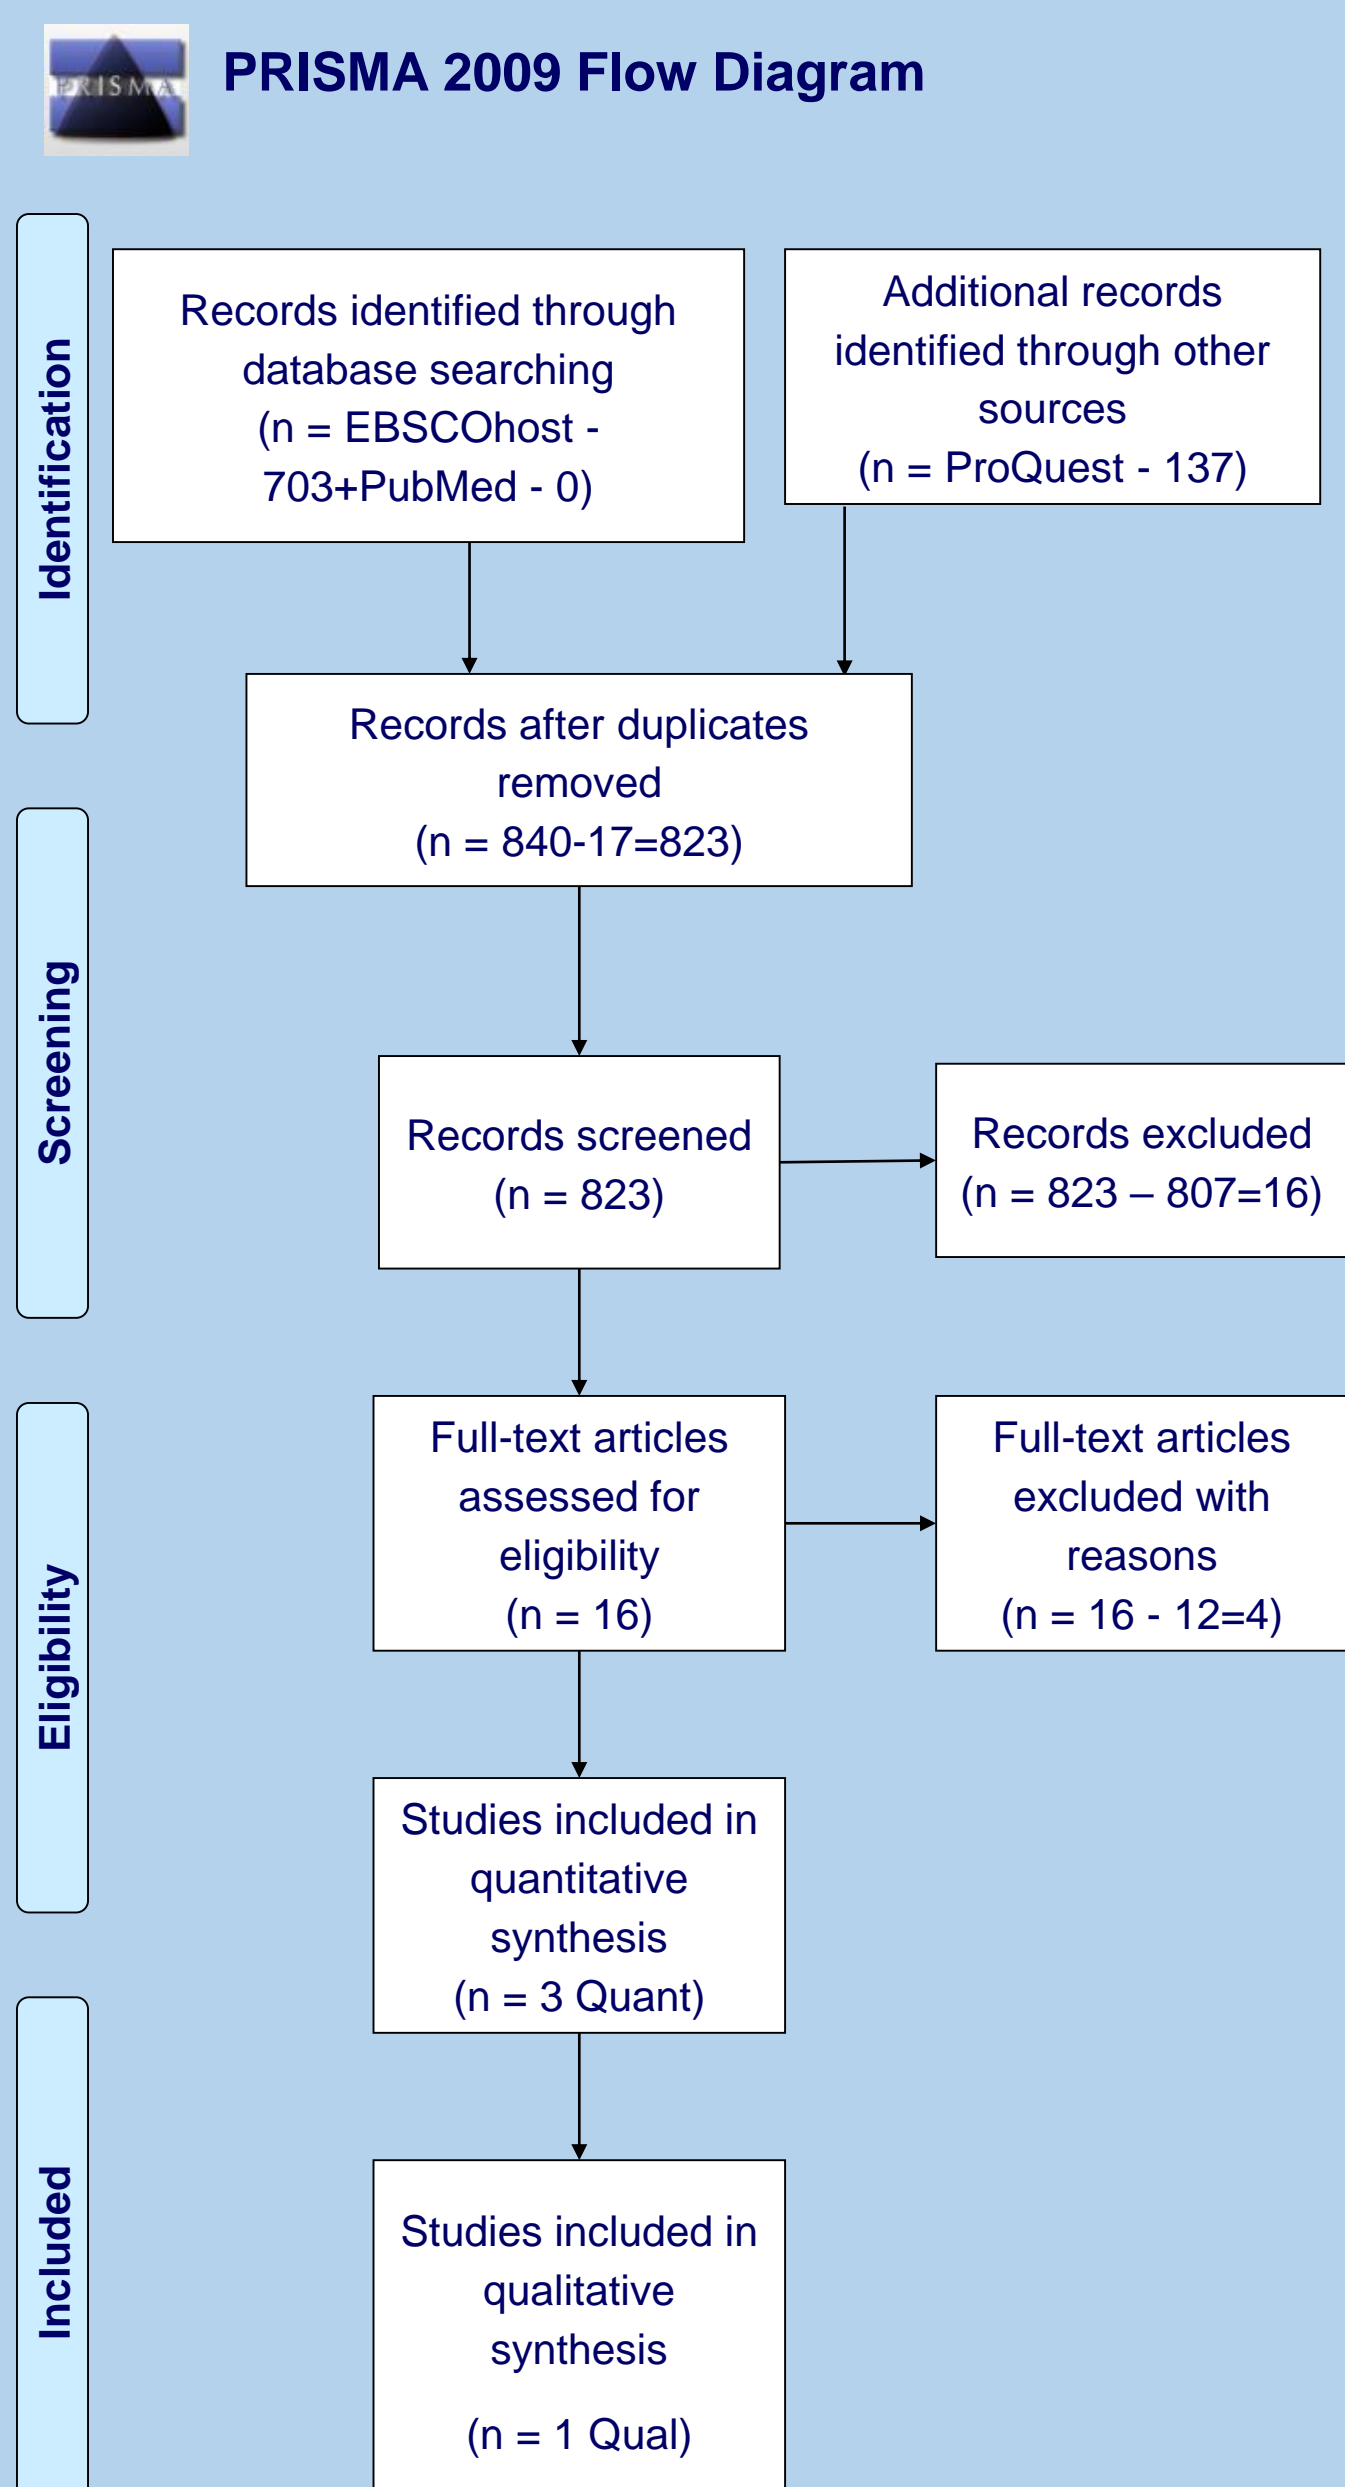 PRISMA
PRISMA 2009 Flow Diagram
Identification
Records identified through
database searching
(n = EBSCOhost -
703+PubMed - 0)
Additional records
identified through other
sources
(n = ProQuest - 137)
Records after duplicates
removed
(n = 840-17=823)
Screening
Records screened
(n = 823)
Records excluded
(n = 823 – 807=16)
Eligibility
Full-text articles
assessed for
eligibility
(n = 16)
Full-text articles
excluded with
reasons
(n = 16 - 12=4)
Studies included in
quantitative
synthesis
(n = 3 Quant)
Included
Studies included in
qualitative
synthesis
(n = 1 Qual)